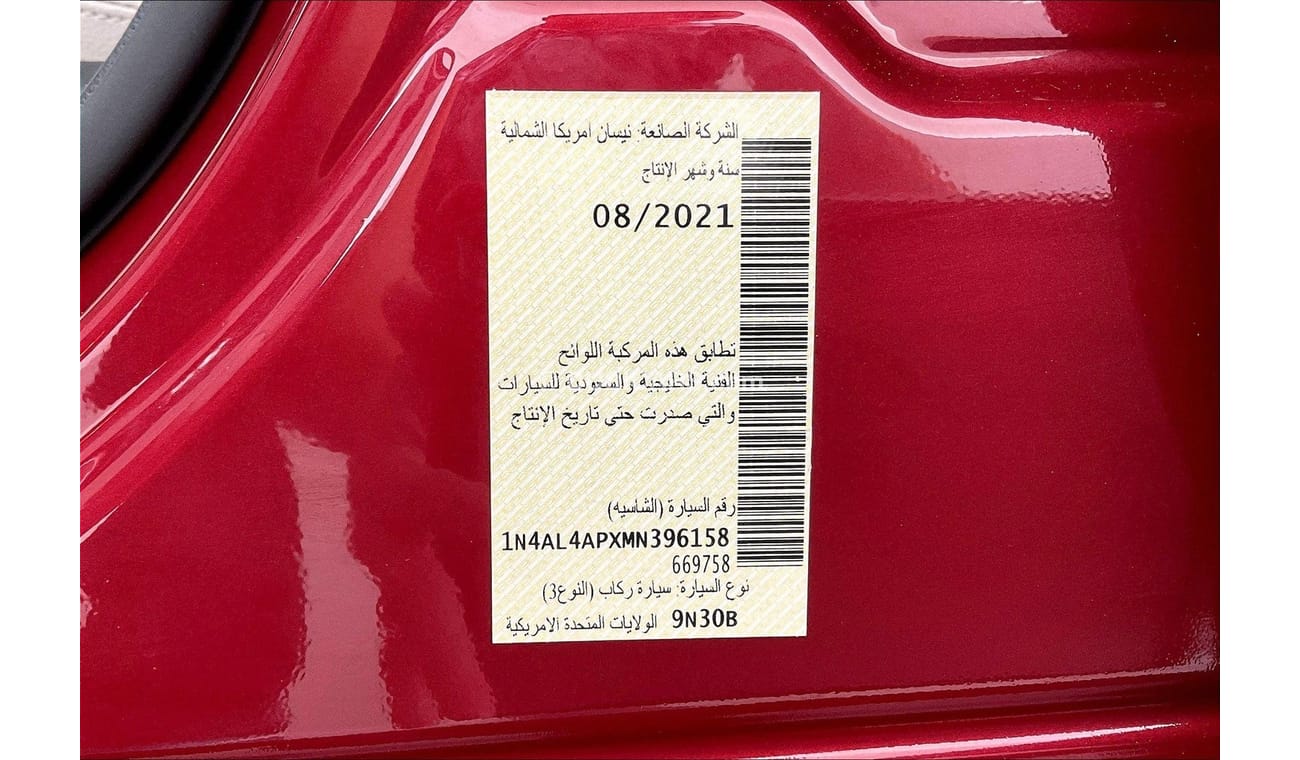 الشركة الصانعة: نيسان امريكا الشمالية
سنة وشهر الإنتاج
08/2021
تطابق هذه المركبة اللوائح
الفنية الخليجية والسعودية للسيارات
والتي صدرت حتى تاريخ الإنتاج
رقم السيارة (الشاسيه)
1N4AL4APXMN396158
669758
نوع السيارة: سيارة ركاب (النوع3)
9N30B الولايات المتحدة الامريكية